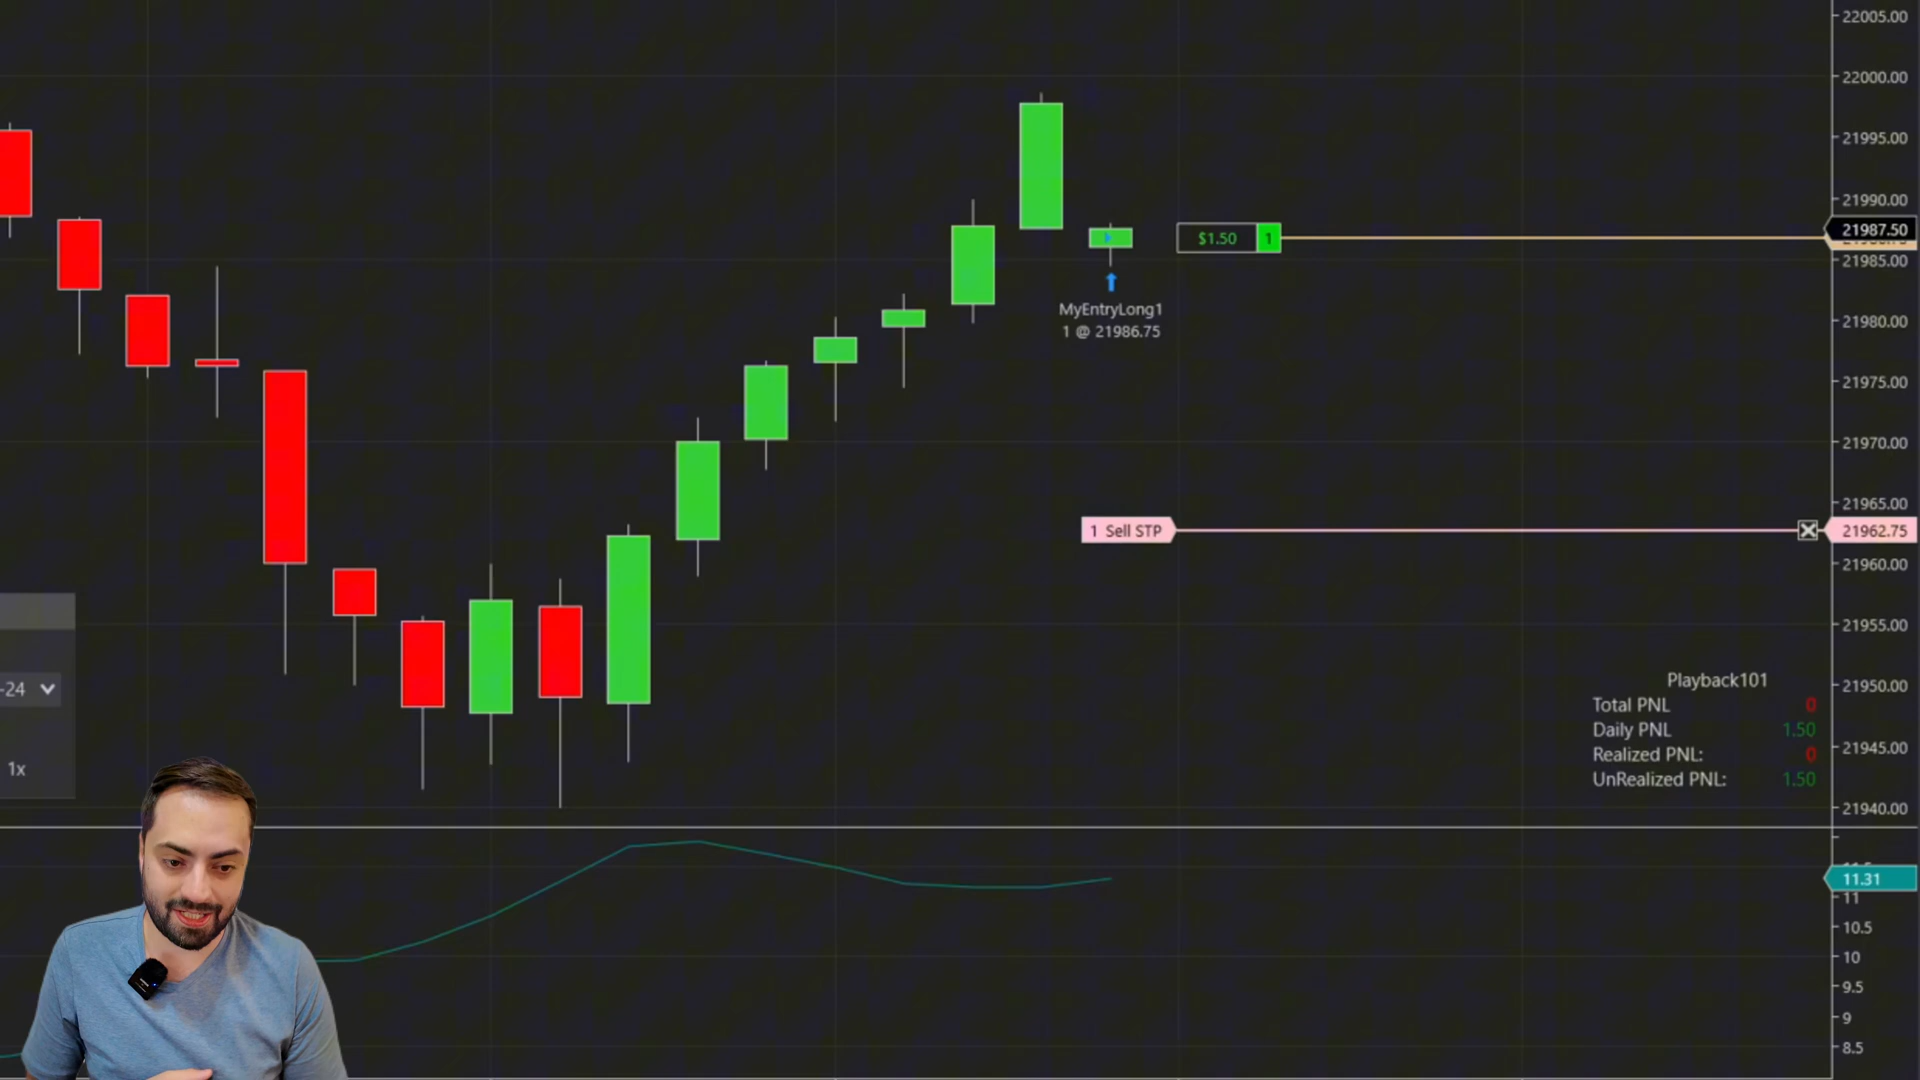 22005.00
22000.00
21995.00
21990.00
21987.50
21985.00
$1.50 1
MyEntryLong1
1 @ 21986.75
21980.00
21975.00
21970.00
21965.00
1 Sell STP
21962.75
21960.00
21955.00
21950.00
21945.00
21940.00
-24
1x
Playback101
Total PNL 0
Daily PNL 1.50
Realized PNL: 0
UnRealized PNL: 1.50
11.31
11
10.5
10
9.5
9
8.5